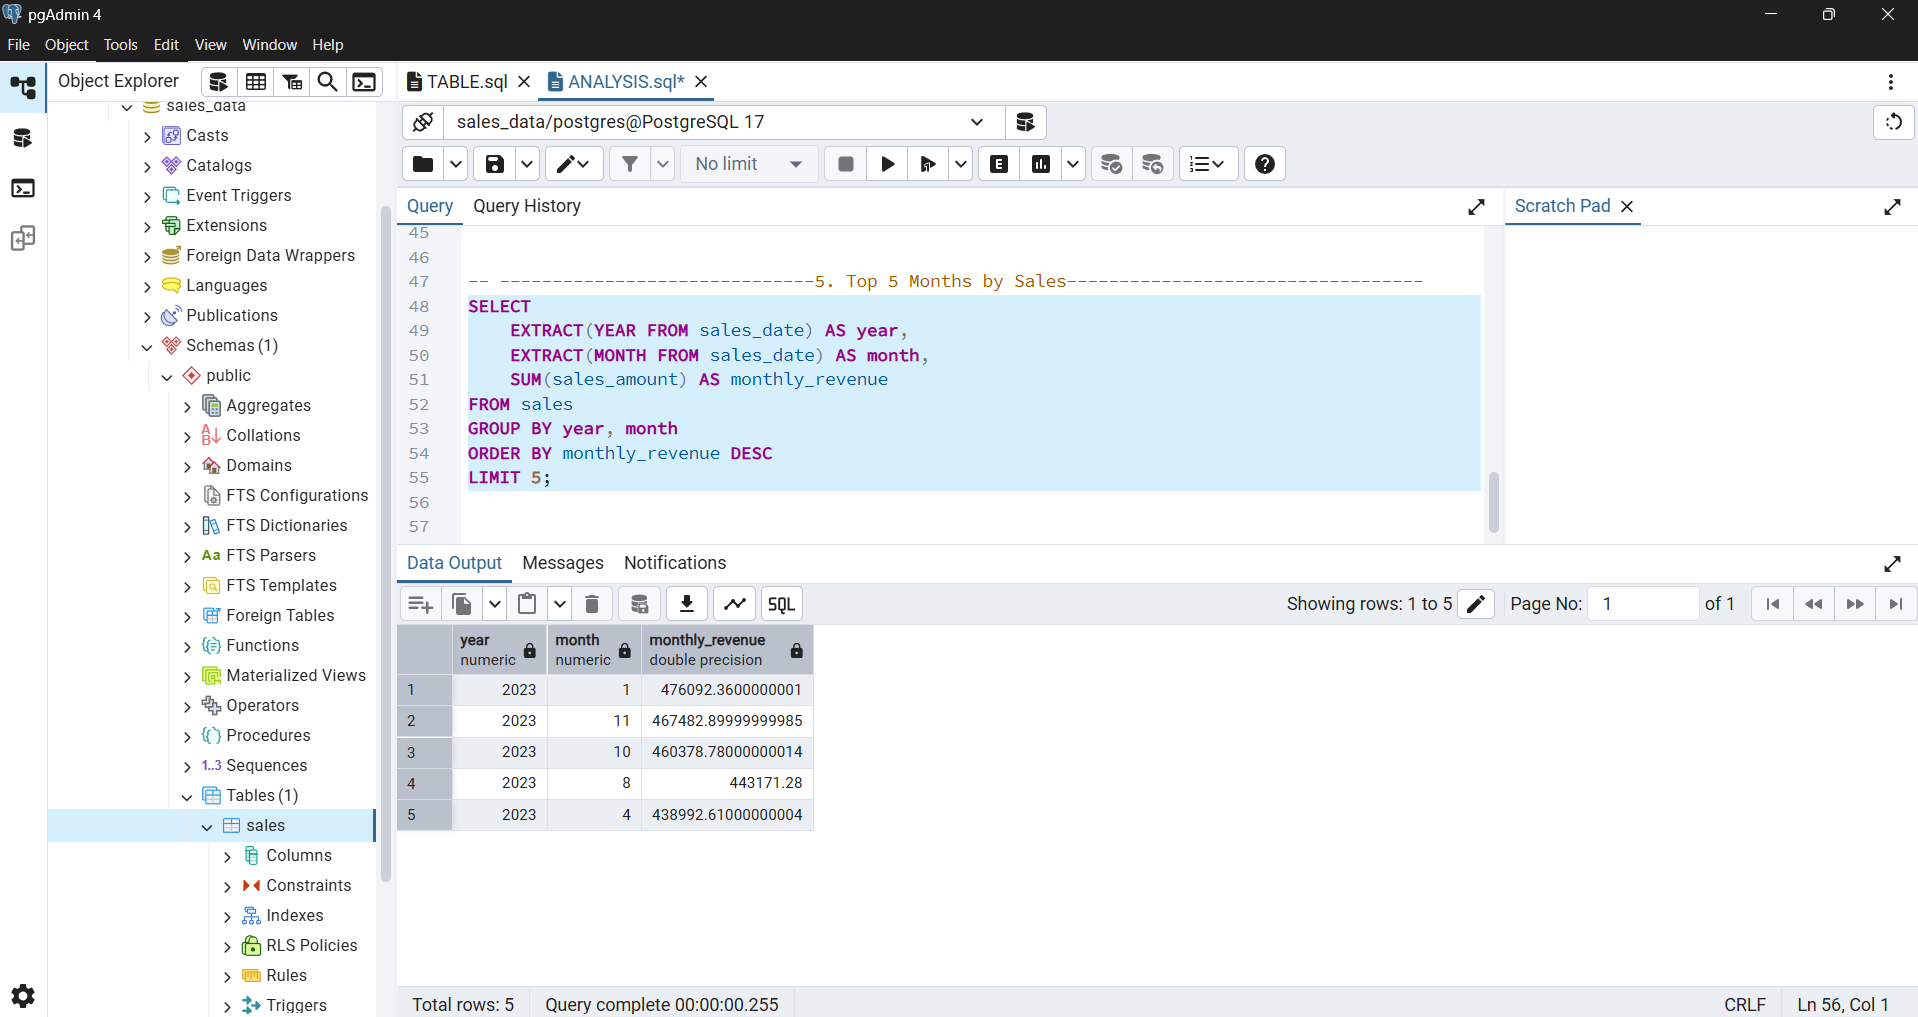 pgAdmin 4
File Object Tools Edit View Window Help
Object Explorer
TABLE.sql
ANALYSIS.sql*
sales_data/postgres@PostgreSQL 17
No limit
E
Query
Query History
Scratch Pad
sales_data
Casts
Catalogs
Event Triggers
Extensions
Foreign Data Wrappers
Languages
Publications
Schemas (1)
public
Aggregates
Collations
Domains
FTS Configurations
FTS Dictionaries
Aa FTS Parsers
FTS Templates
Foreign Tables
Functions
Materialized Views
Operators
Procedures
1..3 Sequences
Tables (1)
sales
Columns
Constraints
Indexes
RLS Policies
Rules
Triggers
45
46
47 -- ------------------------------5. Top 5 Months by Sales----------------------------------
48 SELECT
49 EXTRACT(YEAR FROM sales_date) AS year,
50 EXTRACT(MONTH FROM sales_date) AS month,
51 SUM(sales_amount) AS monthly_revenue
52 FROM sales
53 GROUP BY year, month
54 ORDER BY monthly_revenue DESC
55 LIMIT 5;
56
57
Data Output
Messages
Notifications
SQL
Showing rows: 1 to 5
Page No: 1 of 1
year numeric
month numeric
monthly_revenue double precision
1 2023 1 476092.3600000001
2 2023 11 467482.89999999985
3 2023 10 460378.78000000014
4 2023 8 443171.28
5 2023 4 438992.61000000004
Total rows: 5
Query complete 00:00:00.255
CRLF
Ln 56, Col 1